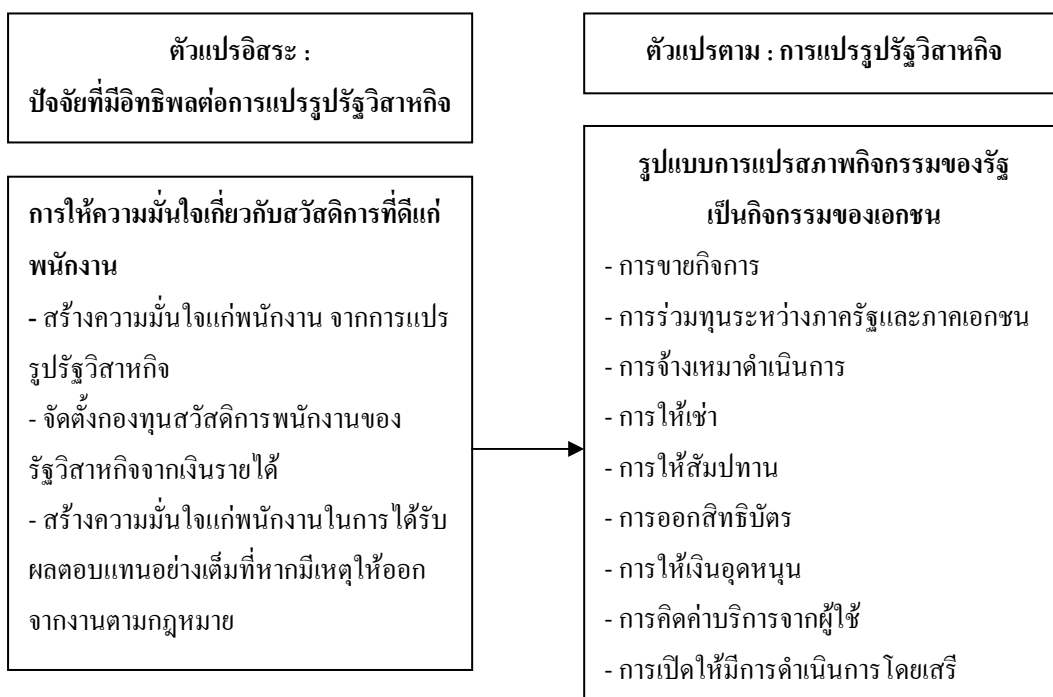 ตัวแปรอิสระ :
ปัจจัยที่มีอิทธิพลต่อการแปรรูปรัฐวิสาหกิจ
การให้ความมั่นใจเกี่ยวกับสวัสดิการที่ดีแก่
พนักงาน
- สร้างความมั่นใจแก่พนักงาน จากการแปร
รูปรัฐวิสาหกิจ
- จัดตั้งกองทุนสวัสดิการพนักงานของ
รัฐวิสาหกิจจากเงินรายได้
- สร้างความมั่นใจแก่พนักงานในการได้รับ
ผลตอบแทนอย่างเต็มที่หากมีเหตุให้ออก
จากงานตามกฎหมาย
ตัวแปรตาม : การแปรรูปรัฐวิสาหกิจ
รูปแบบการแปรสภาพกิจกรรมของรัฐ
เป็นกิจกรรมของเอกชน
- การขายกิจการ
- การร่วมทุนระหว่างภาครัฐและภาคเอกชน
- การจ้างเหมาดำเนินการ
- การให้เช่า
- การให้สัมปทาน
- การออกสิทธิบัตร
- การให้เงินอุดหนุน
- การคิดค่าบริการจากผู้ใช้
- การเปิดให้มีการดำเนินการโดยเสรี